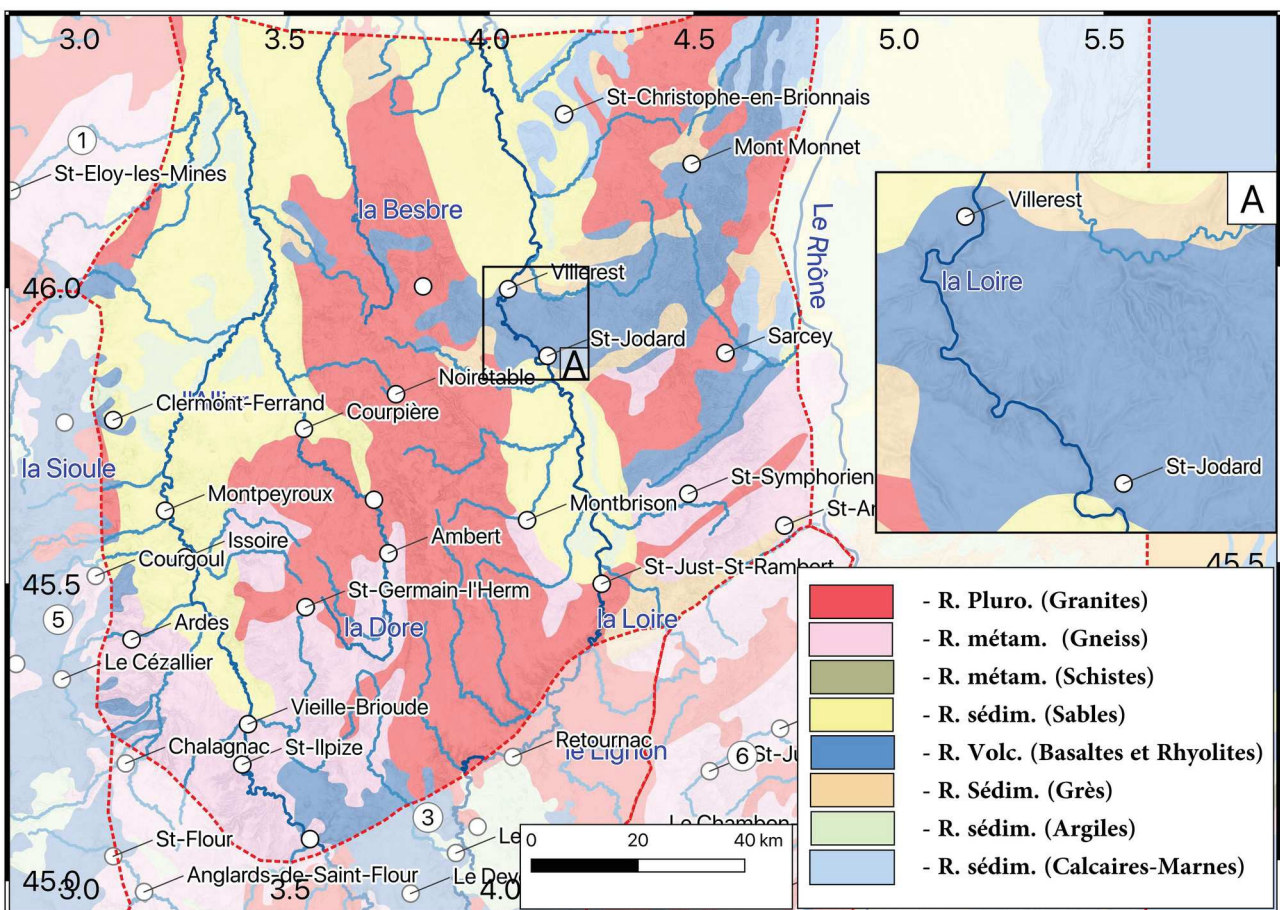 3.0
3.5
4.0
4.5
5.0
5.5
St-Christophe-en-Brionnais
1
Mont Monnet
St-Eloy-les-Mines
A
Villerest
la Besbre
Le Rhône
la Loire
46.0
Villerest
St-Jodard
Sarcey
A
Noirétable
Clermont-Ferrand
Courpière
la Sioule
St-Jodard
Montpeyroux
St-Symphorien
Montbrison
Issoire
Ambert
Courgoul
45.5
St-Just-St-Rambert
45.5
St-Germain-l'Herm
- R. Pluro. (Granites)
5
Ardes
la Dore
la Loire
- R. métam. (Gneiss)
Le Cézallier
- R. métam. (Schistes)
Vieille-Brioude
- R. sédim. (Sables)
Chalagnac
St-Ilpize
Retournac
le Lignon
6
- R. Volc. (Basaltes et Rhyolites)
- R. Sédim. (Grès)
3
St-Flour
- R. sédim. (Argiles)
0
20
40 km
- R. sédim. (Calcaires-Marnes)
Anglards-de-Saint-Flour
45.0
3.0
3.5
4.0